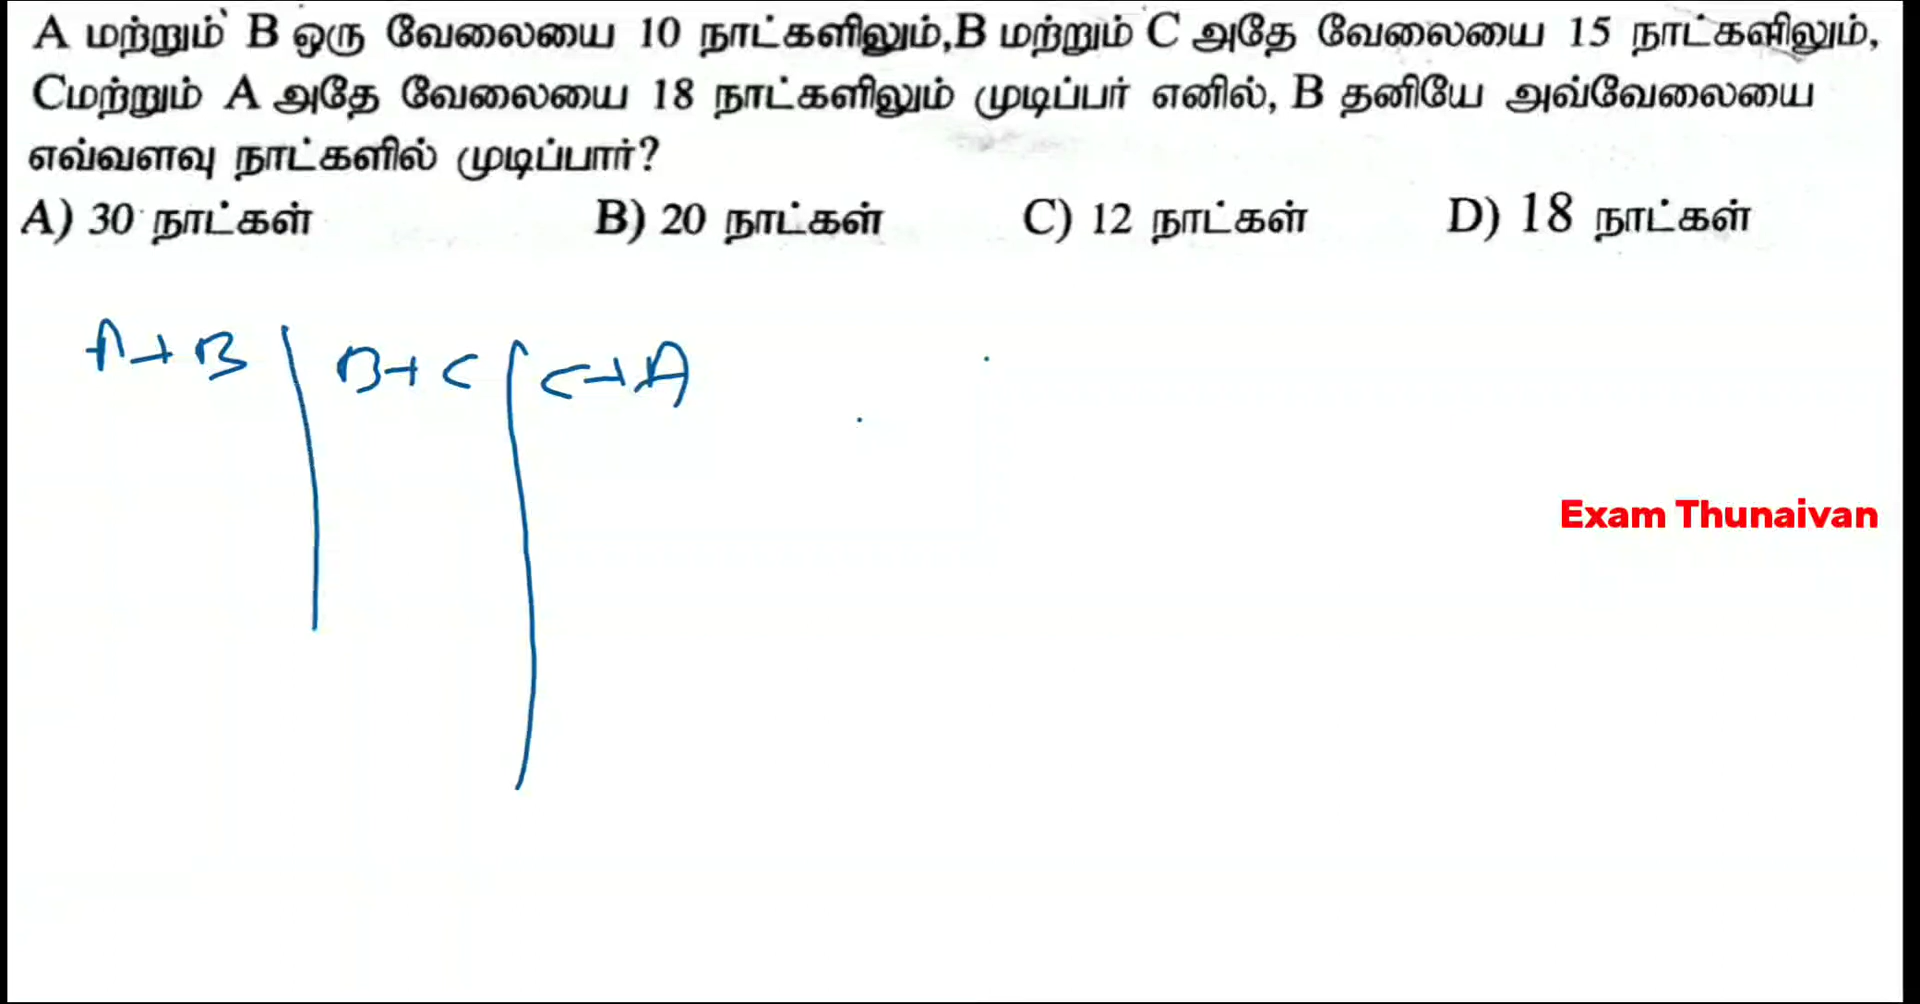 A மற்றும் B ஒரு வேலையை 10 நாட்களிலும்,B மற்றும் C அதே வேலையை 15 நாட்களிலும்,
Cமற்றும் A அதே வேலையை 18 நாட்களிலும் முடிப்பர் எனில், B தனியே அவ்வேலையை
எவ்வளவு நாட்களில் முடிப்பார்?
A) 30 நாட்கள் B) 20 நாட்கள் C) 12 நாட்கள் D) 18 நாட்கள்
A+B B+C C+A
Exam Thunaivan